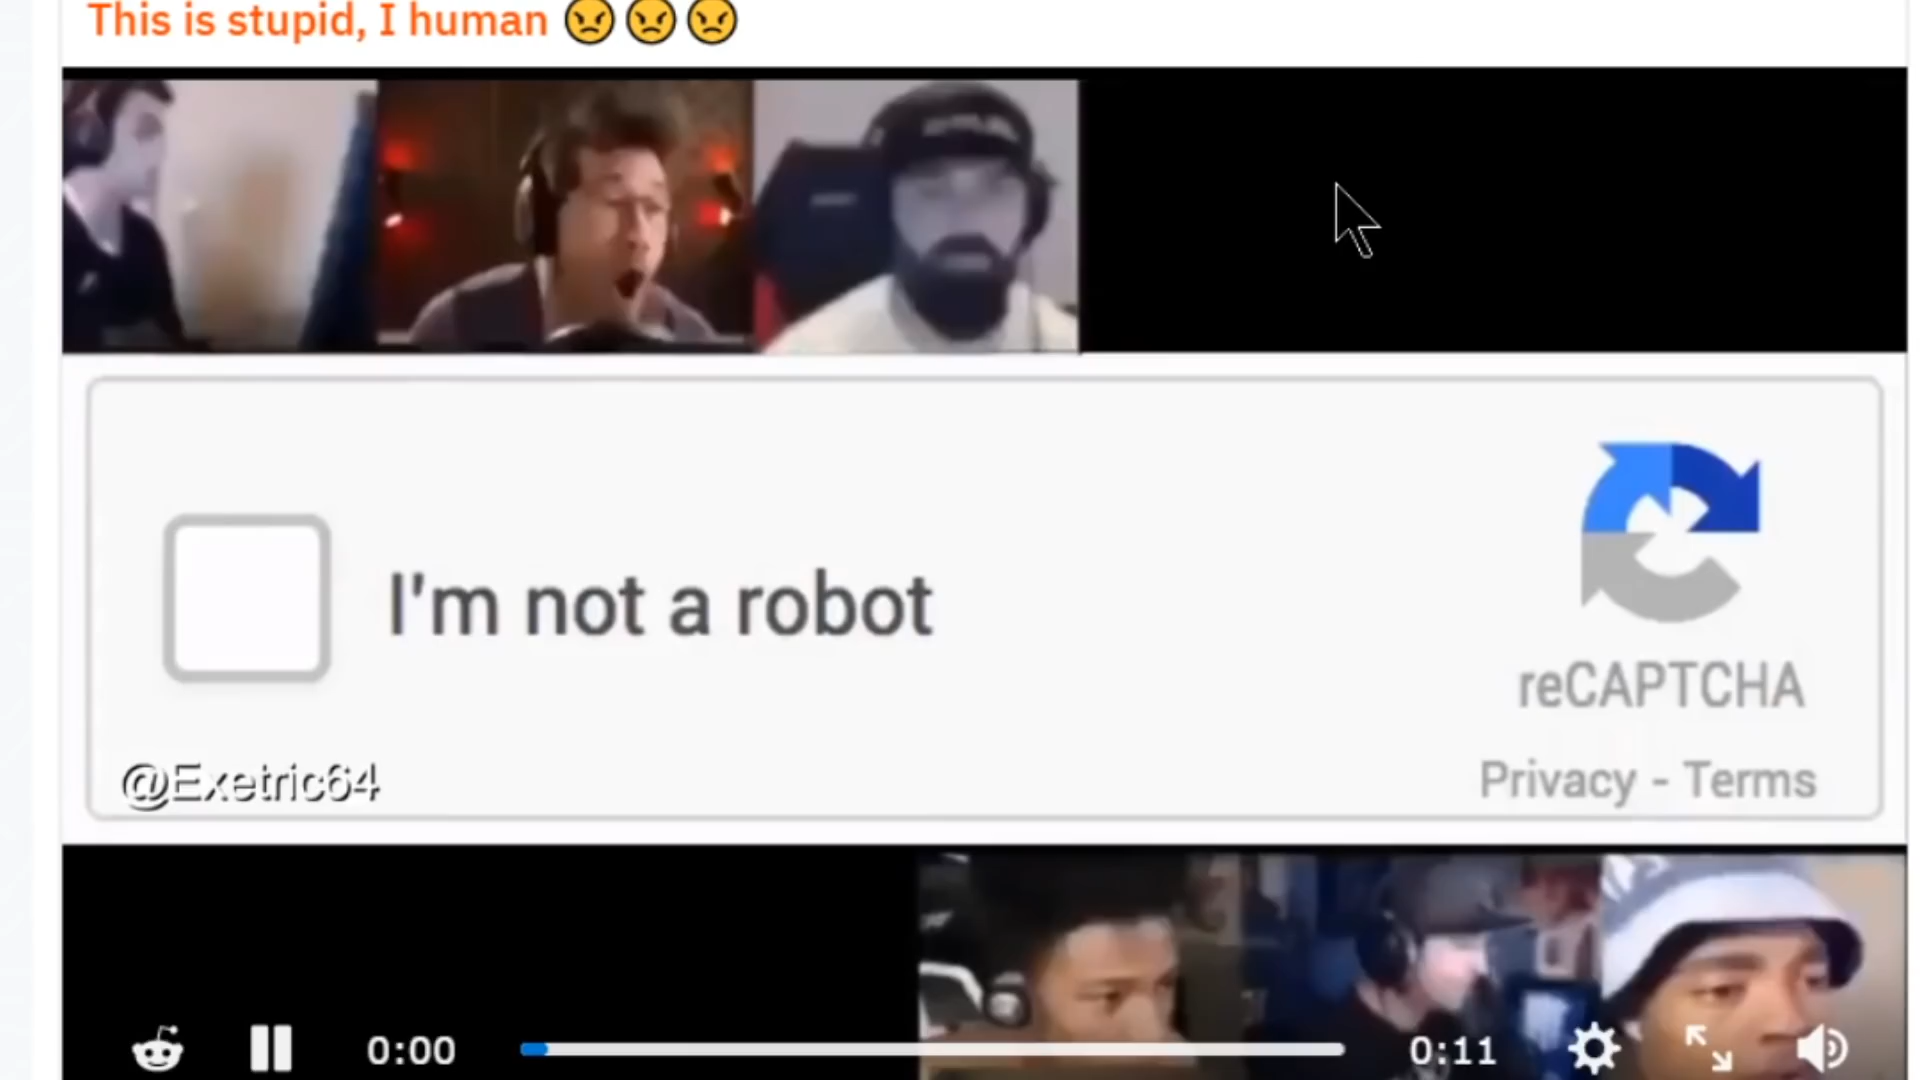 This is stupid, I human 😠 😠 😠
I'm not a robot
reCAPTCHA
Privacy - Terms
@Exetric64
0:00
0:11